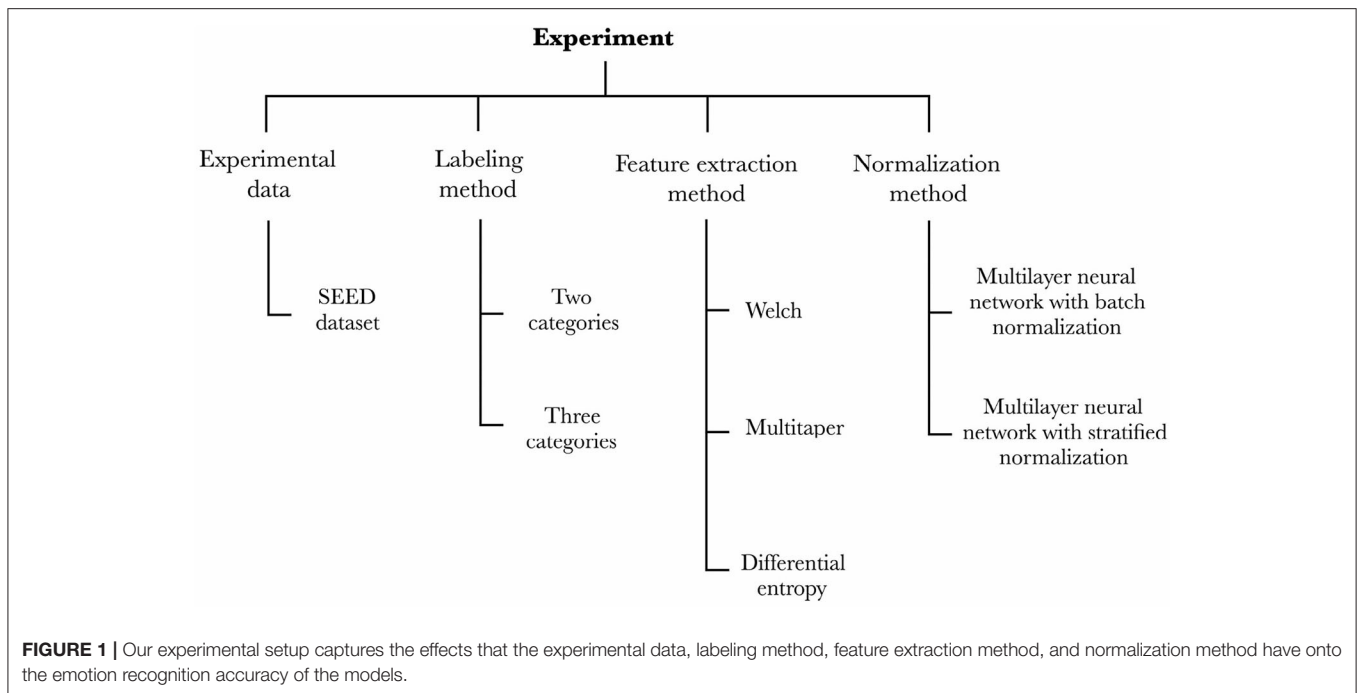 Experiment
Experimental
data
Labeling
method
Feature extraction
method
Normalization
method
SEED
dataset
Two
categories
Three
categories
Welch
Multitaper
Differential
entropy
Multilayer neural
network with batch
normalization
Multilayer neural
network with stratified
normalization
FIGURE 1 | Our experimental setup captures the effects that the experimental data, labeling method, feature extraction method, and normalization method have onto
the emotion recognition accuracy of the models.